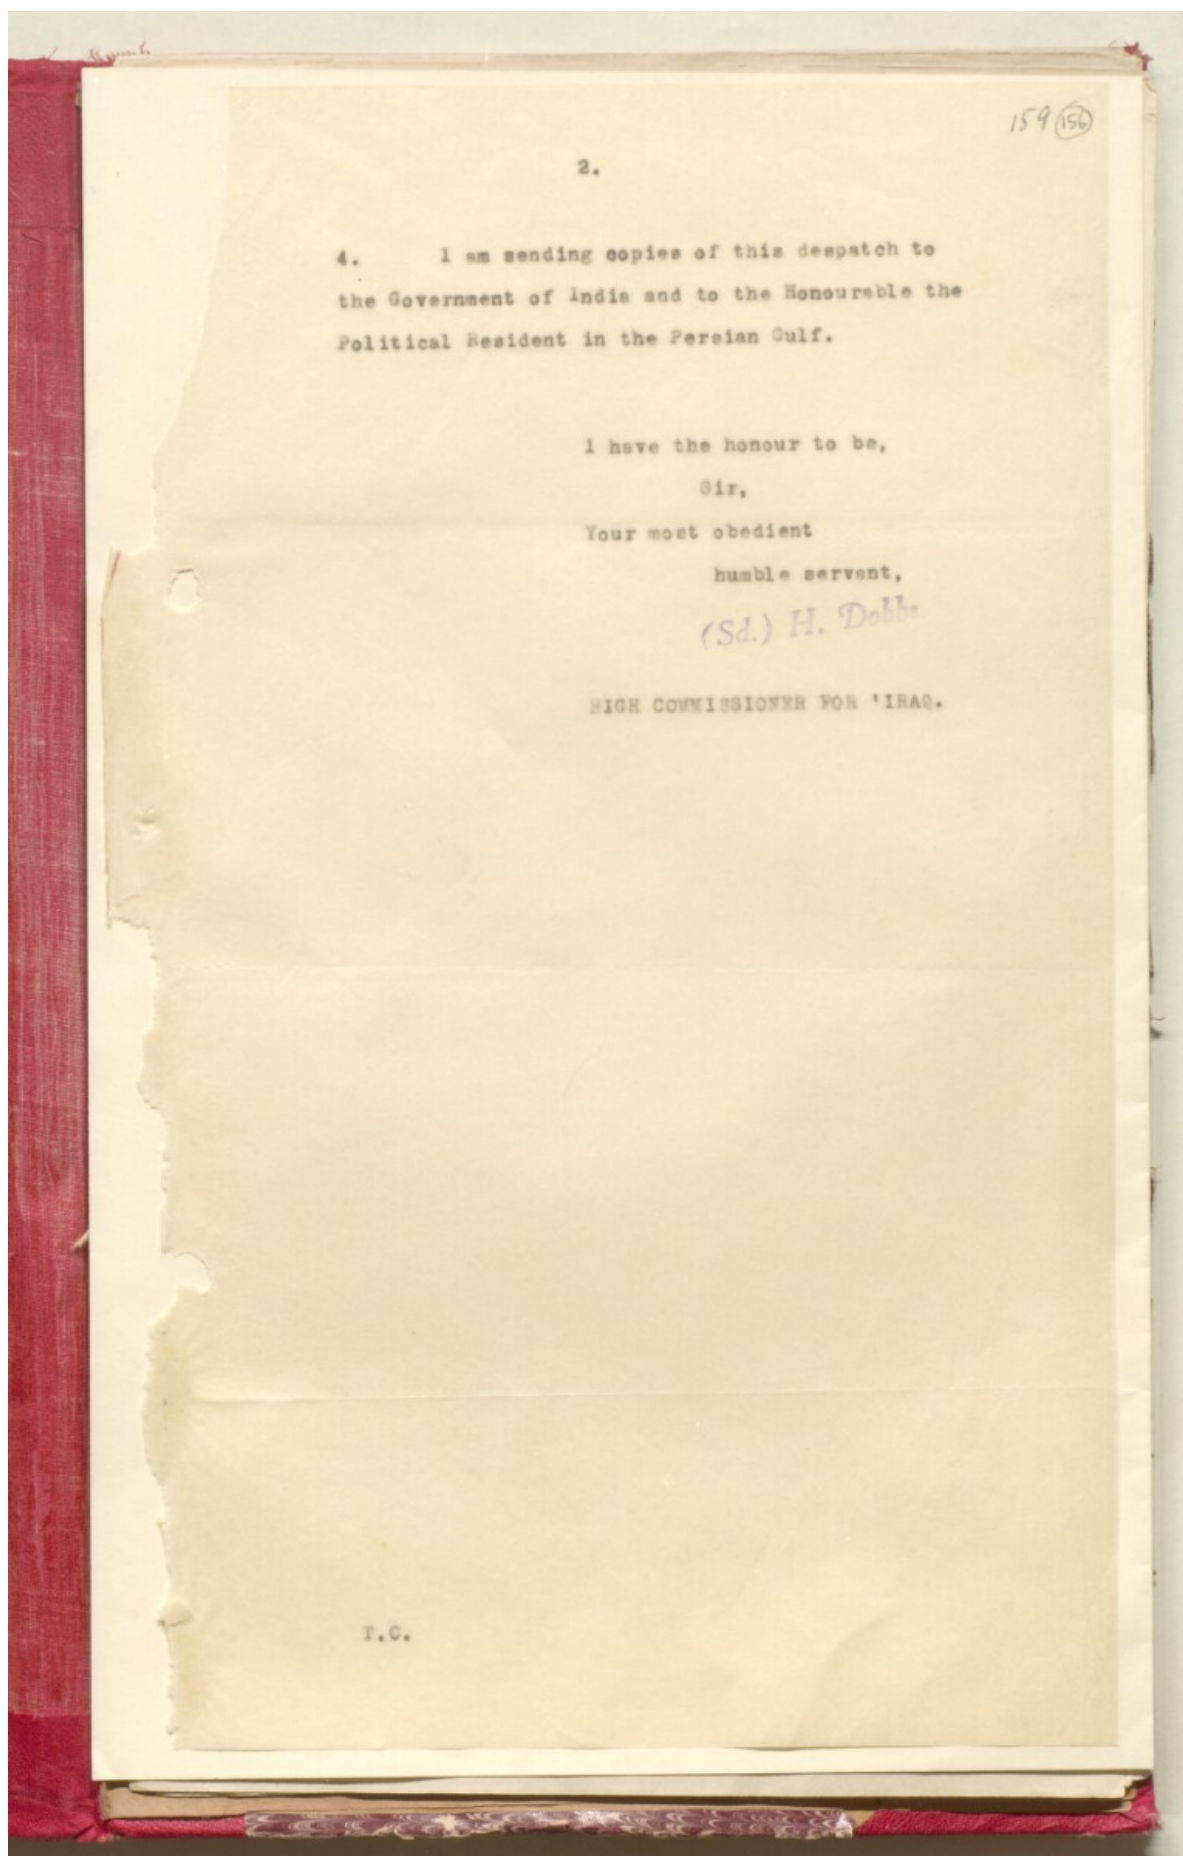 159 156
2.
4. I am sending copies of this despatch to
the Government of India and to the Honourable the
Political Resident in the Persian Gulf.
I have the honour to be,
Sir,
Your most obedient
humble servant,
(Sd.) H. Dobbs.
HIGH COMMISSIONER FOR 'IRAQ.
T.C.